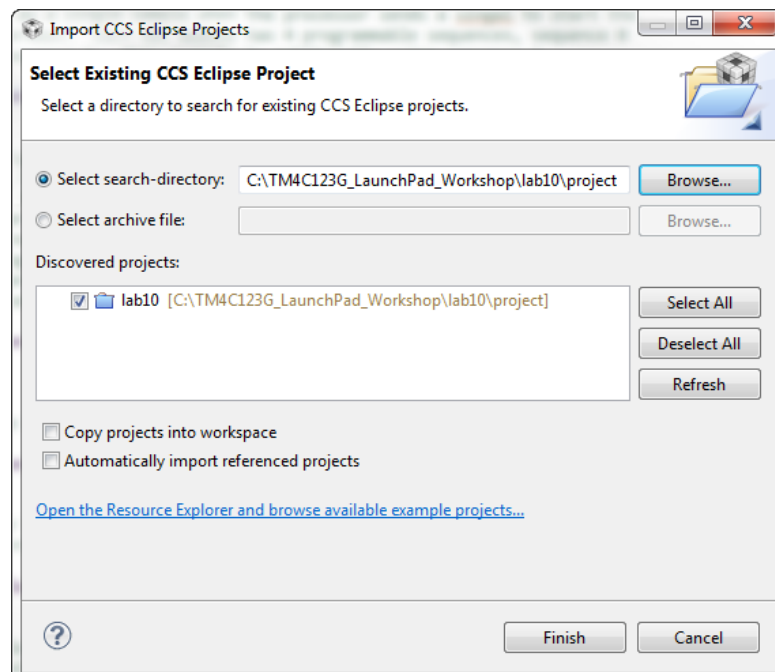 Import CCS Eclipse Projects
Select Existing CCS Eclipse Project
Select a directory to search for existing CCS Eclipse projects.
Select search-directory: C:\TM4C123G_LaunchPad_Workshop\lab10\project Browse...
Select archive file: Browse...
Discovered projects:
lab10 [C:\TM4C123G_LaunchPad_Workshop\lab10\project] Select All
Deselect All
Refresh
Copy projects into workspace
Automatically import referenced projects
Open the Resource Explorer and browse available example projects...
? Finish Cancel